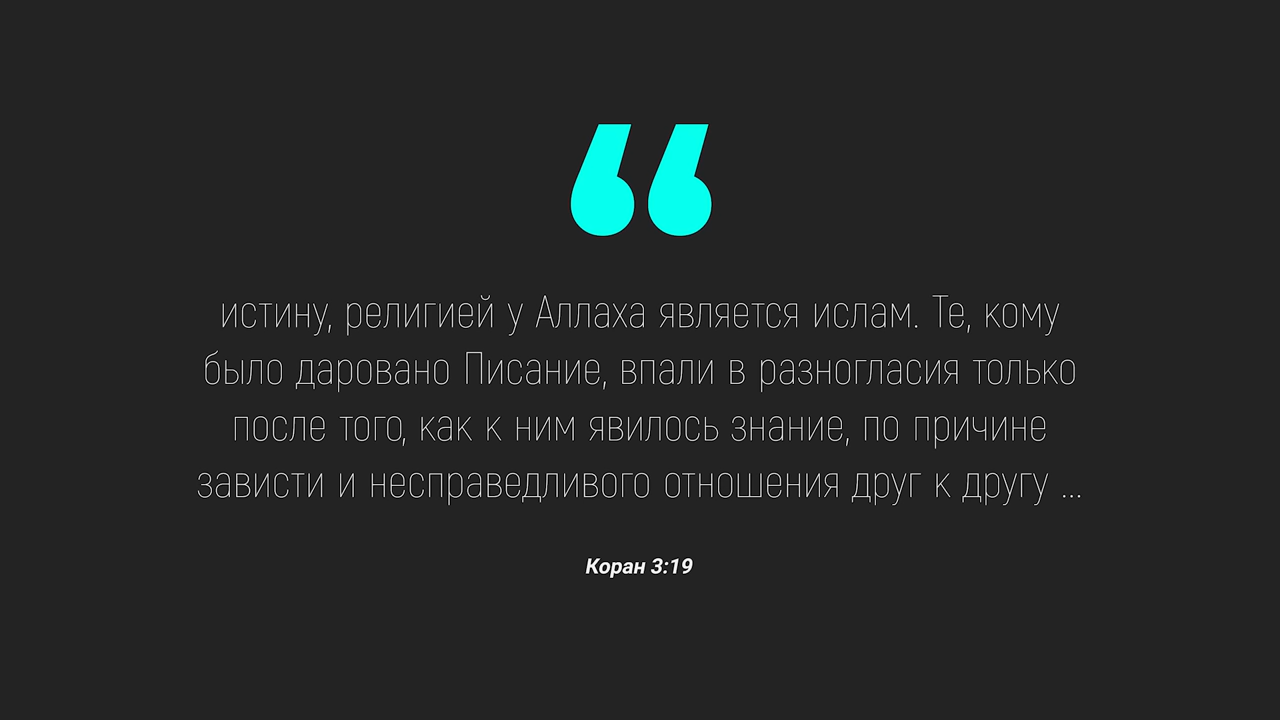 истину, религией у Аллаха является ислам. Те, кому
было даровано Писание, впали в разногласия только
после того, как к ним явилось знание, по причине
зависти и несправедливого отношения друг к другу ...
Коран 3:19